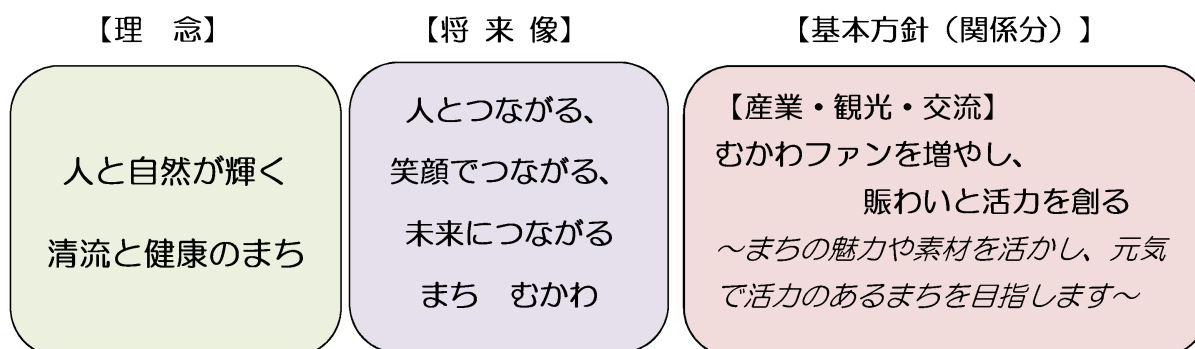 【理　念】
人と自然が輝く
清流と健康のまち
【将 来 像】
人とつながる、
笑顔でつながる、
未来につながる
まち　むかわ
【基本方針（関係分）】
【産業・観光・交流】
むかわファンを増やし、
賑わいと活力を創る
～まちの魅力や素材を活かし、元気
で活力のあるまちを目指します～